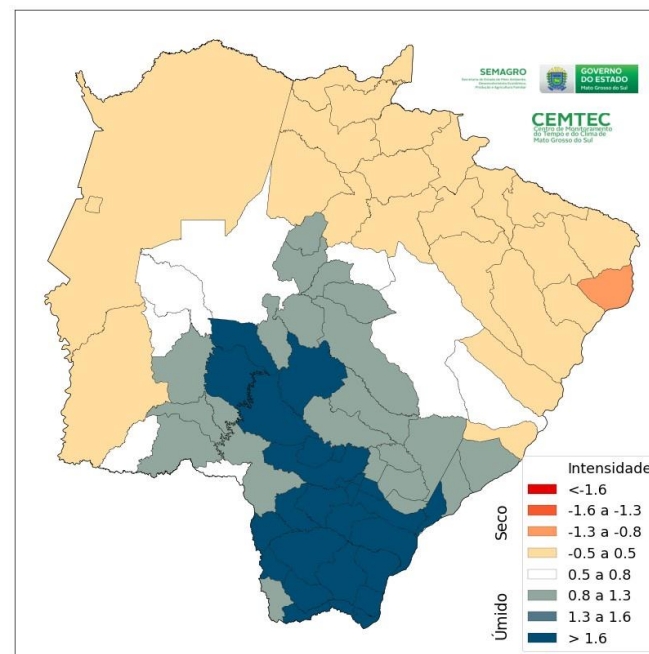 SEMAGRO
GOVERNO
DO ESTADO
Mato Grosso do Sul
CEMTEC
Centro de Monitoramento
do Tempo e do Clima de
Mato Grosso do Sul
Intensidade
<-1.6
-1.6 a -1.3
-1.3 a -0.8
-0.5 a 0.5
0.5 a 0.8
0.8 a 1.3
1.3 a 1.6
> 1.6
Seco
Úmido